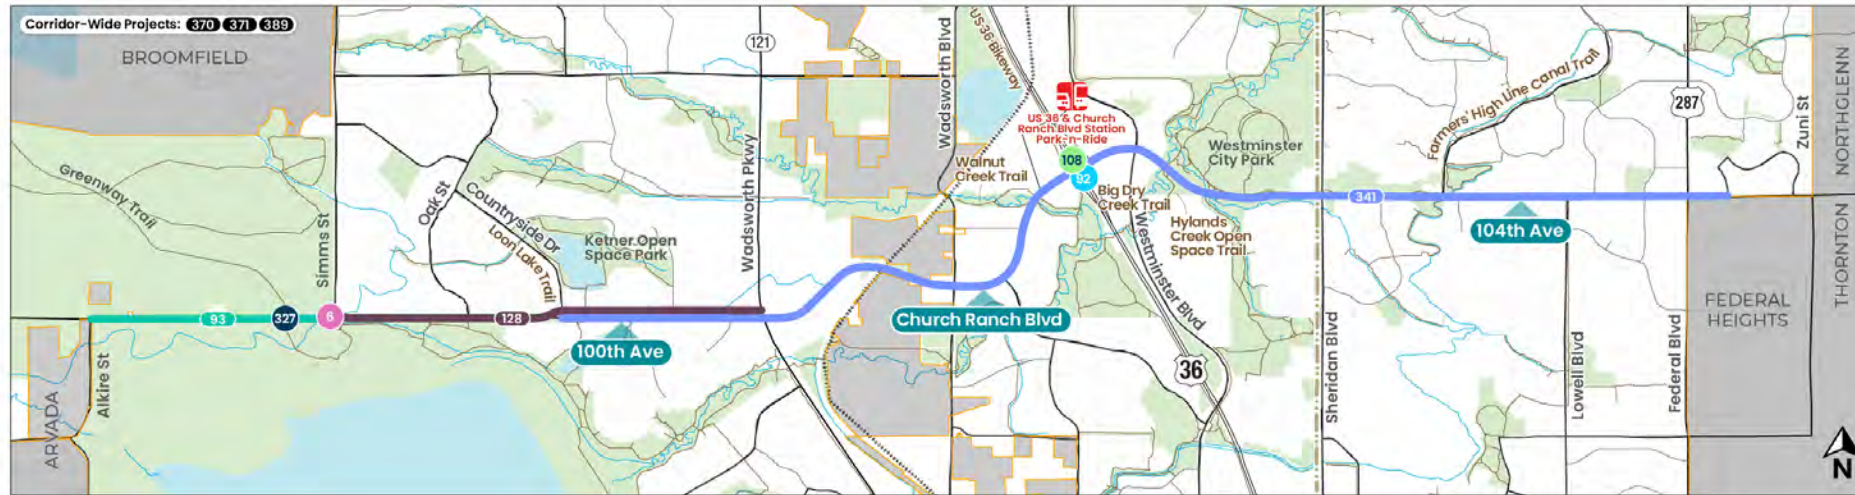 Corridor-Wide Projects: 370 371 389
BROOMFIELD
121
Wadsworth Blvd
US 36 Bikeway
US 36 & Church
Ranch Blvd Station
Park-n-Ride
108
92
Farmers' High Line Canal Trail
287
Zuni St
NORTHGLENN
Greenway Trail
Simms St
Oak St
Countryside Dr
Loon Lake Trail
Ketner Open
Space Park
Wadsworth Pkwy
Walnut
Creek Trail
Big Dry
Creek Trail
Westminster
City Park
Hylands
Creek Open
Space Trail
Westminster Blvd
341
104th Ave
THORNTON
93
327
6
128
100th Ave
Church Ranch Blvd
36
FEDERAL
HEIGHTS
ARVADA
Alkire St
Sheridan Blvd
Lowell Blvd
Federal Blvd
N